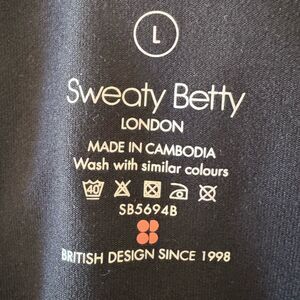 L
Sweaty Betty
LONDON
MADE IN CAMBODIA
Wash with similar colours
40
SB5694B
BRITISH DESIGN SINCE 1998